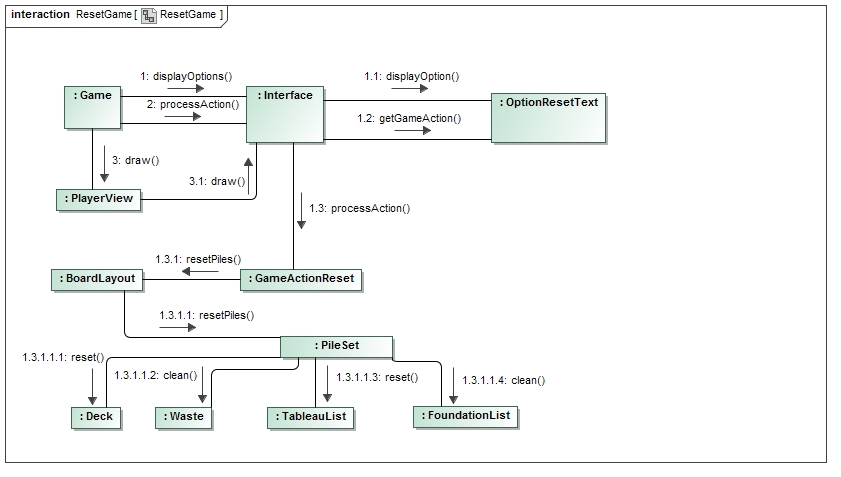 interaction ResetGame [ ResetGame ]
1: displayOptions()
1.1: displayOption()
: Game
: Interface
: OptionResetText
2: processAction()
1.2: getGameAction()
3: draw()
3.1: draw()
: PlayerView
1.3: processAction()
1.3.1: resetPiles()
: BoardLayout
: GameActionReset
1.3.1.1: resetPiles()
: PileSet
1.3.1.1.1: reset()
1.3.1.1.2: clean()
1.3.1.1.3: reset()
1.3.1.1.4: clean()
: Deck
: Waste
: TableauList
: FoundationList